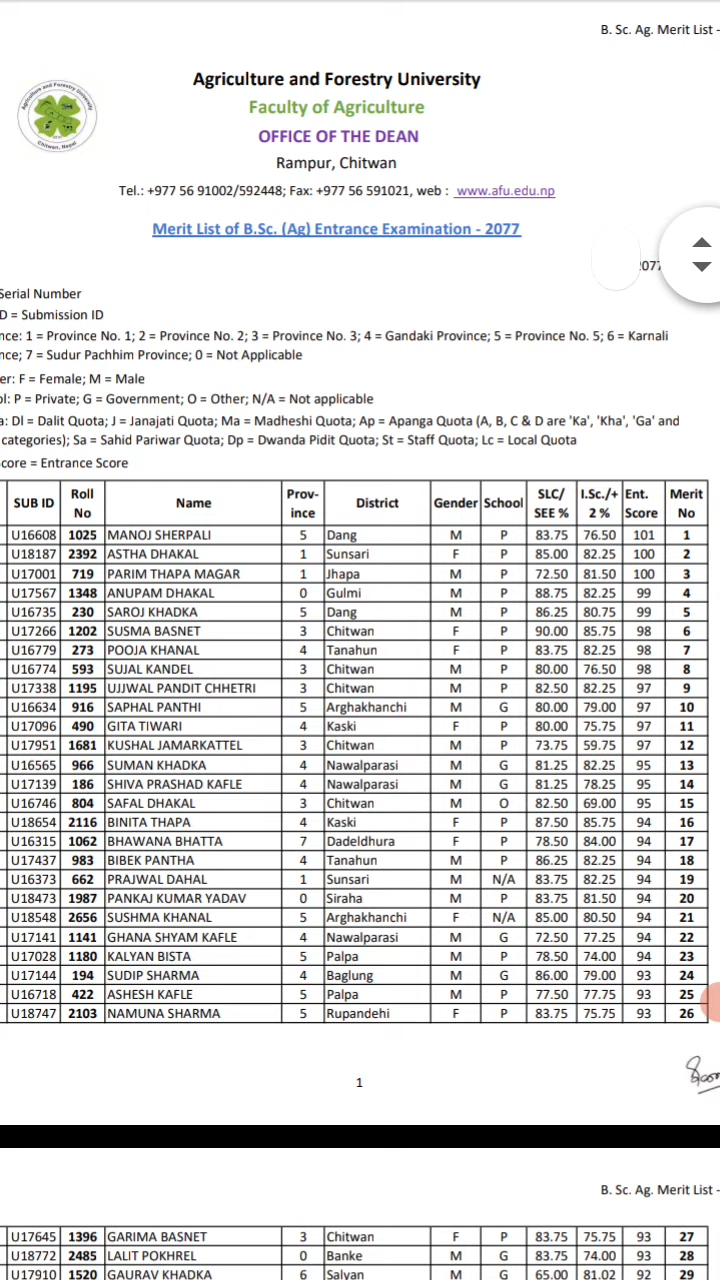 B. Sc. Ag. Merit List -
Agriculture and Forestry University
Faculty of Agriculture
OFFICE OF THE DEAN
Rampur, Chitwan
Tel.: +977 56 91002/592448; Fax: +977 56 591021, web : www.afu.edu.np
Merit List of B.Sc. (Ag) Entrance Examination - 2077
2077
Serial Number
D = Submission ID
nce: 1 = Province No. 1; 2 = Province No. 2; 3 = Province No. 3; 4 = Gandaki Province; 5 = Province No. 5; 6 = Karnali
nce; 7 = Sudur Pachhim Province; 0 = Not Applicable
er: F = Female; M = Male
ol: P = Private; G = Government; O = Other; N/A = Not applicable
a: Dl = Dalit Quota; J = Janajati Quota; Ma = Madheshi Quota; Ap = Apanga Quota (A, B, C & D are 'Ka', 'Kha', 'Ga' and
categories); Sa = Sahid Pariwar Quota; Dp = Dwanda Pidit Quota; St = Staff Quota; Lc = Local Quota
core = Entrance Score
SUB ID Roll No Name Prov-ince District Gender School SLC/ SEE % I.Sc./+ 2 % Ent. Score Merit No
U16608 1025 MANOJ SHERPALI 5 Dang M P 83.75 76.50 101 1
U18187 2392 ASTHA DHAKAL 1 Sunsari F P 85.00 82.25 100 2
U17001 719 PARIM THAPA MAGAR 1 Jhapa M P 72.50 81.50 100 3
U17567 1348 ANUPAM DHAKAL 0 Gulmi M P 88.75 82.25 99 4
U16735 230 SAROJ KHADKA 5 Dang M P 86.25 80.75 99 5
U17266 1202 SUSMA BASNET 3 Chitwan F P 90.00 85.75 98 6
U16779 273 POOJA KHANAL 4 Tanahun F P 83.75 82.25 98 7
U16774 593 SUJAL KANDEL 3 Chitwan M P 80.00 76.50 98 8
U17338 1195 UJJWAL PANDIT CHHETRI 3 Chitwan M P 82.50 82.25 97 9
U16634 916 SAPHAL PANTHI 5 Arghakhanchi M G 80.00 79.00 97 10
U17096 490 GITA TIWARI 4 Kaski F P 80.00 75.75 97 11
U17951 1681 KUSHAL JAMARKATTEL 3 Chitwan M P 73.75 59.75 97 12
U16565 966 SUMAN KHADKA 4 Nawalparasi M G 81.25 82.25 95 13
U17139 186 SHIVA PRASHAD KAFLE 4 Nawalparasi M G 81.25 78.25 95 14
U16746 804 SAFAL DHAKAL 3 Chitwan M O 82.50 69.00 95 15
U18654 2116 BINITA THAPA 4 Kaski F P 87.50 85.75 94 16
U16315 1062 BHAWANA BHATTA 7 Dadeldhura F P 78.50 84.00 94 17
U17437 983 BIBEK PANTHA 4 Tanahun M P 86.25 82.25 94 18
U16373 662 PRAJWAL DAHAL 1 Sunsari M N/A 83.75 82.25 94 19
U18473 1987 PANKAJ KUMAR YADAV 0 Siraha M P 83.75 81.50 94 20
U18548 2656 SUSHMA KHANAL 5 Arghakhanchi F N/A 85.00 80.50 94 21
U17141 1141 GHANA SHYAM KAFLE 4 Nawalparasi M G 72.50 77.25 94 22
U17028 1180 KALYAN BISTA 5 Palpa M P 78.50 74.00 94 23
U17144 194 SUDIP SHARMA 4 Baglung M G 86.00 79.00 93 24
U16718 422 ASHESH KAFLE 5 Palpa M P 77.50 77.75 93 25
U18747 2103 NAMUNA SHARMA 5 Rupandehi F P 83.75 75.75 93 26
1
B. Sc. Ag. Merit List -
U17645 1396 GARIMA BASNET 3 Chitwan F P 83.75 75.75 93 27
U18772 2485 LALIT POKHREL 0 Banke M G 83.75 74.00 93 28
U17910 1520 GAURAV KHADKA 6 Salyan M G 65.00 81.02 92 29